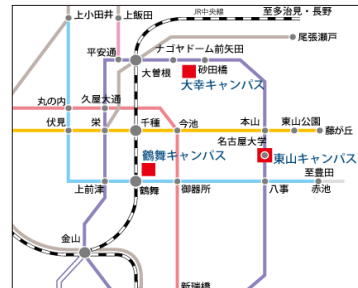 JR中央線
至多治見・長野
上小田井
上飯田
尾張瀬戸
平安通
ナゴヤドーム前矢田
大曽根
砂田橋
大幸キャンパス
丸の内
久屋大通
伏見
栄
千種
今池
本山
東山公園
藤が丘
名古屋大学
鶴舞キャンパス
東山キャンパス
至豊田
上前津
鶴舞
御器所
八事
赤池
金山
新瑞橋